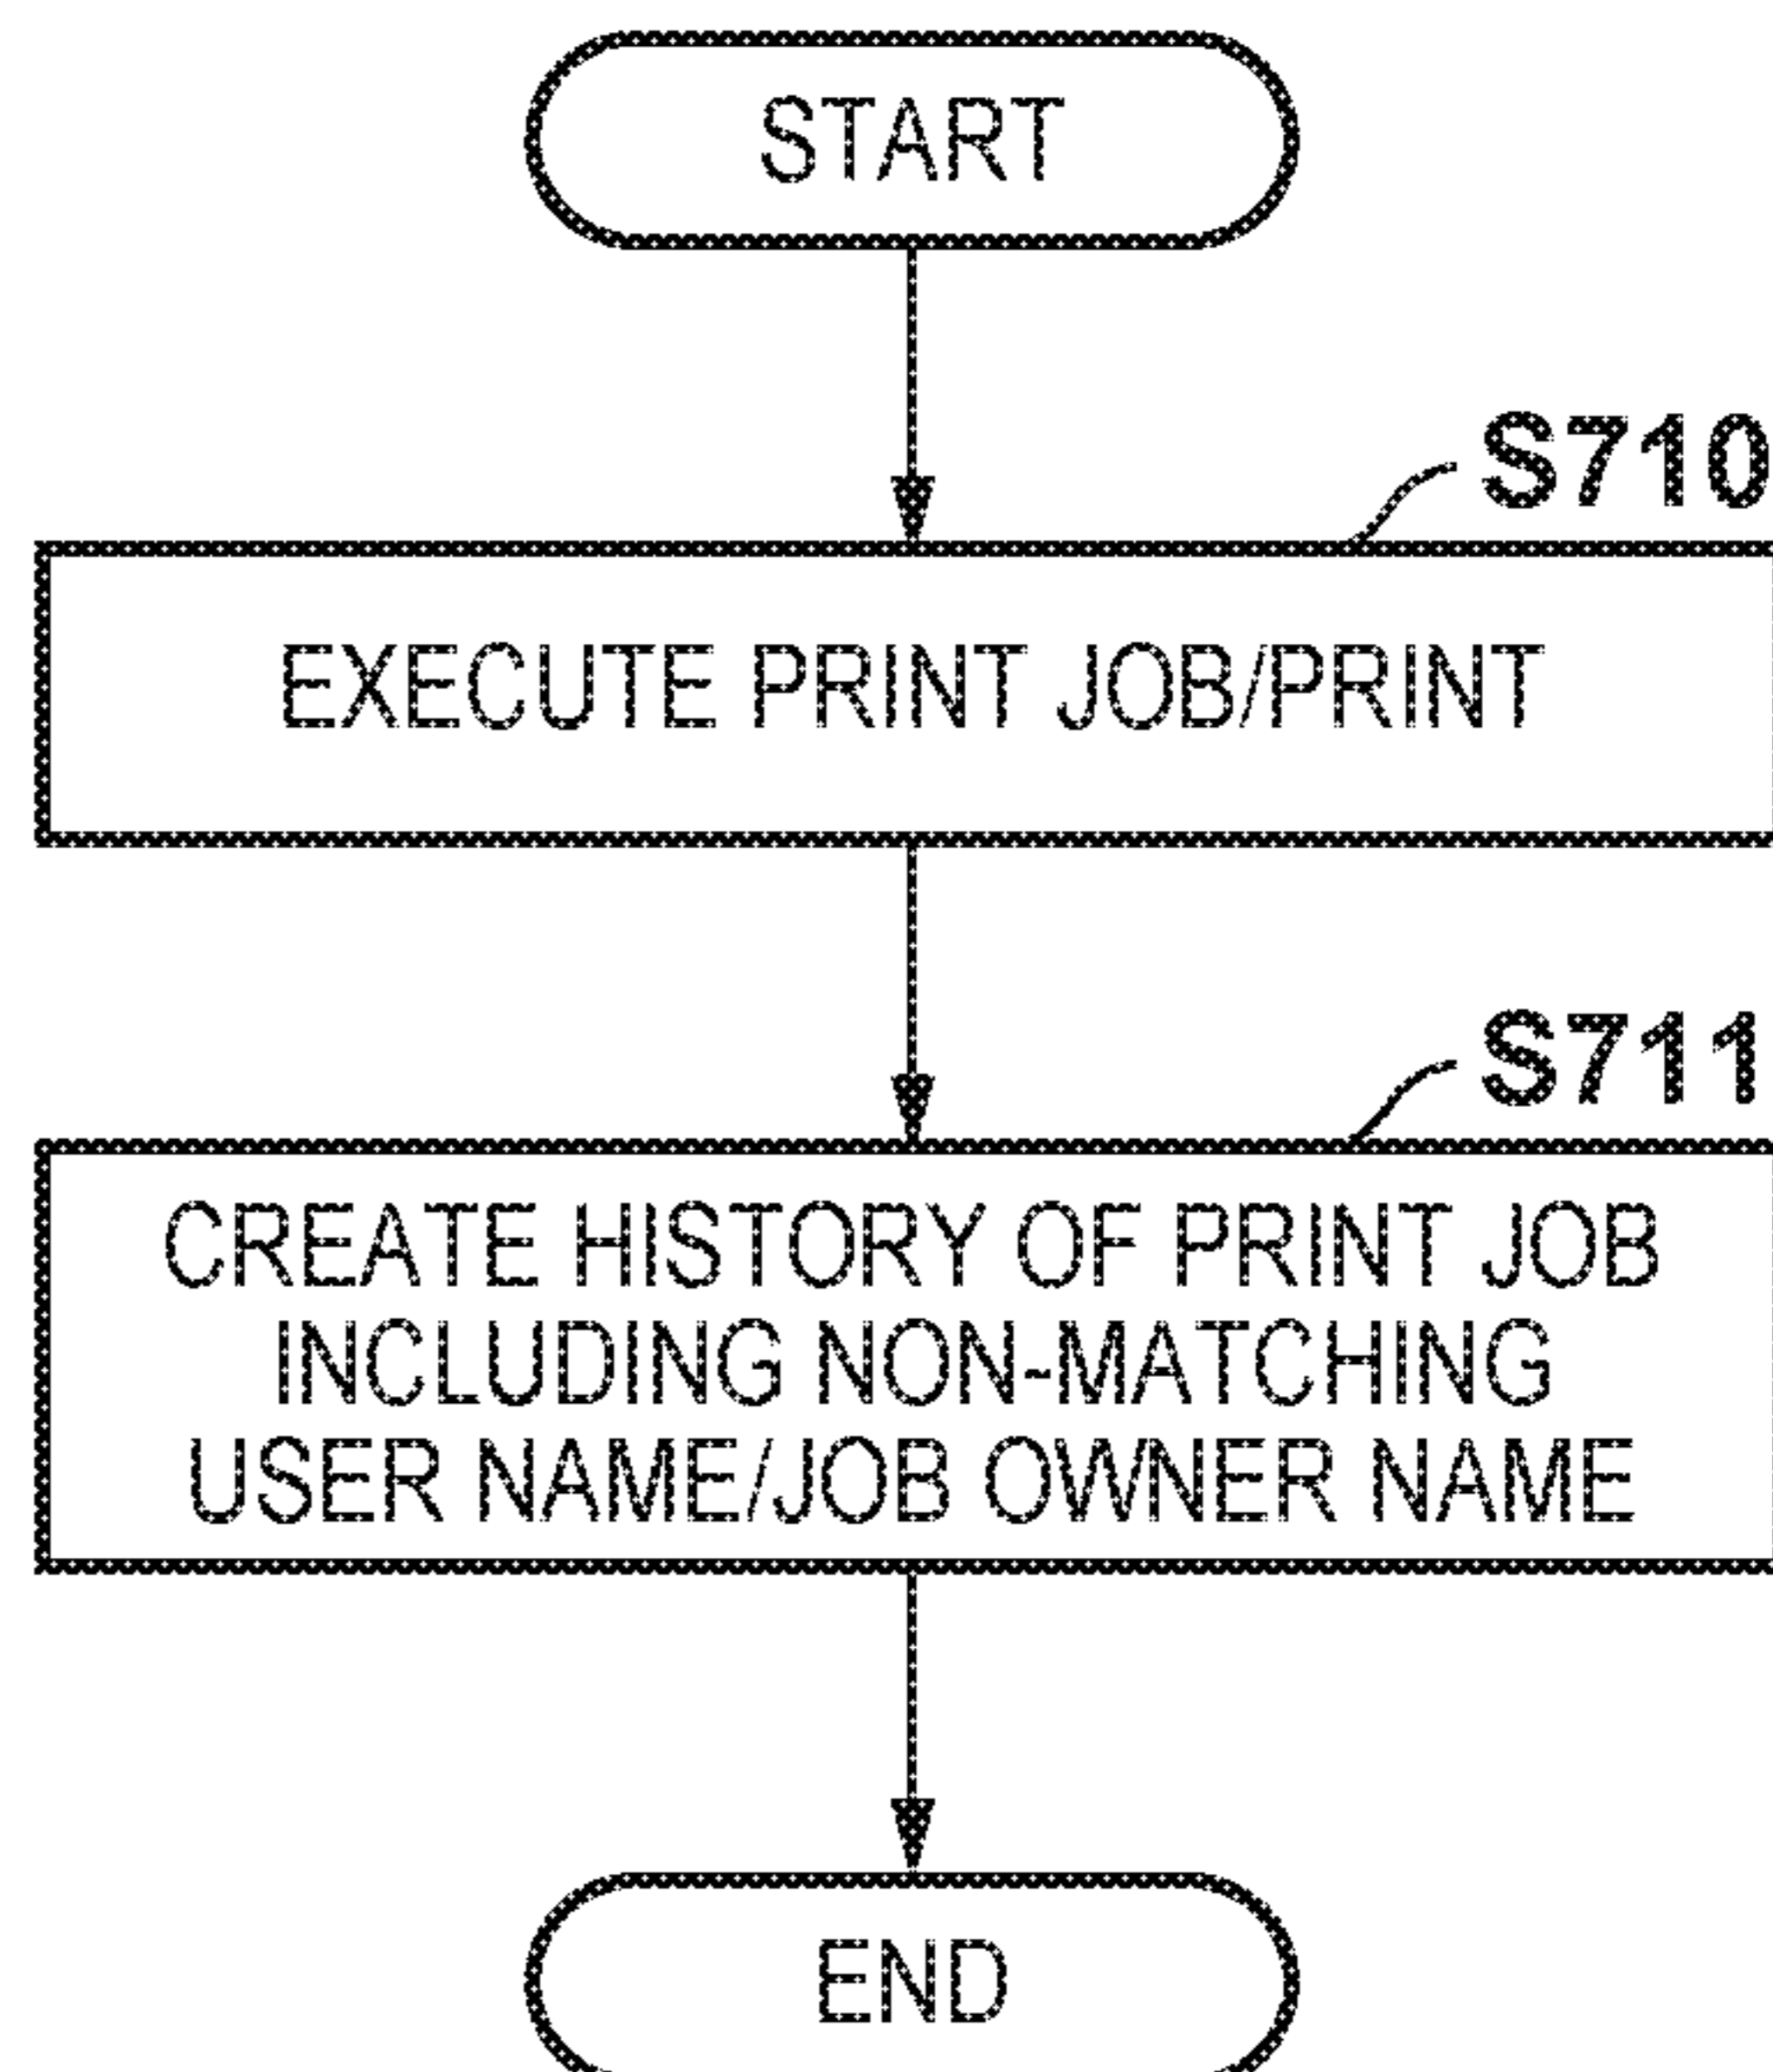 START
S710
EXECUTE PRINT JOB/PRINT
S711
CREATE HISTORY OF PRINT JOB
INCLUDING NON-MATCHING
USER NAME/JOB OWNER NAME
END